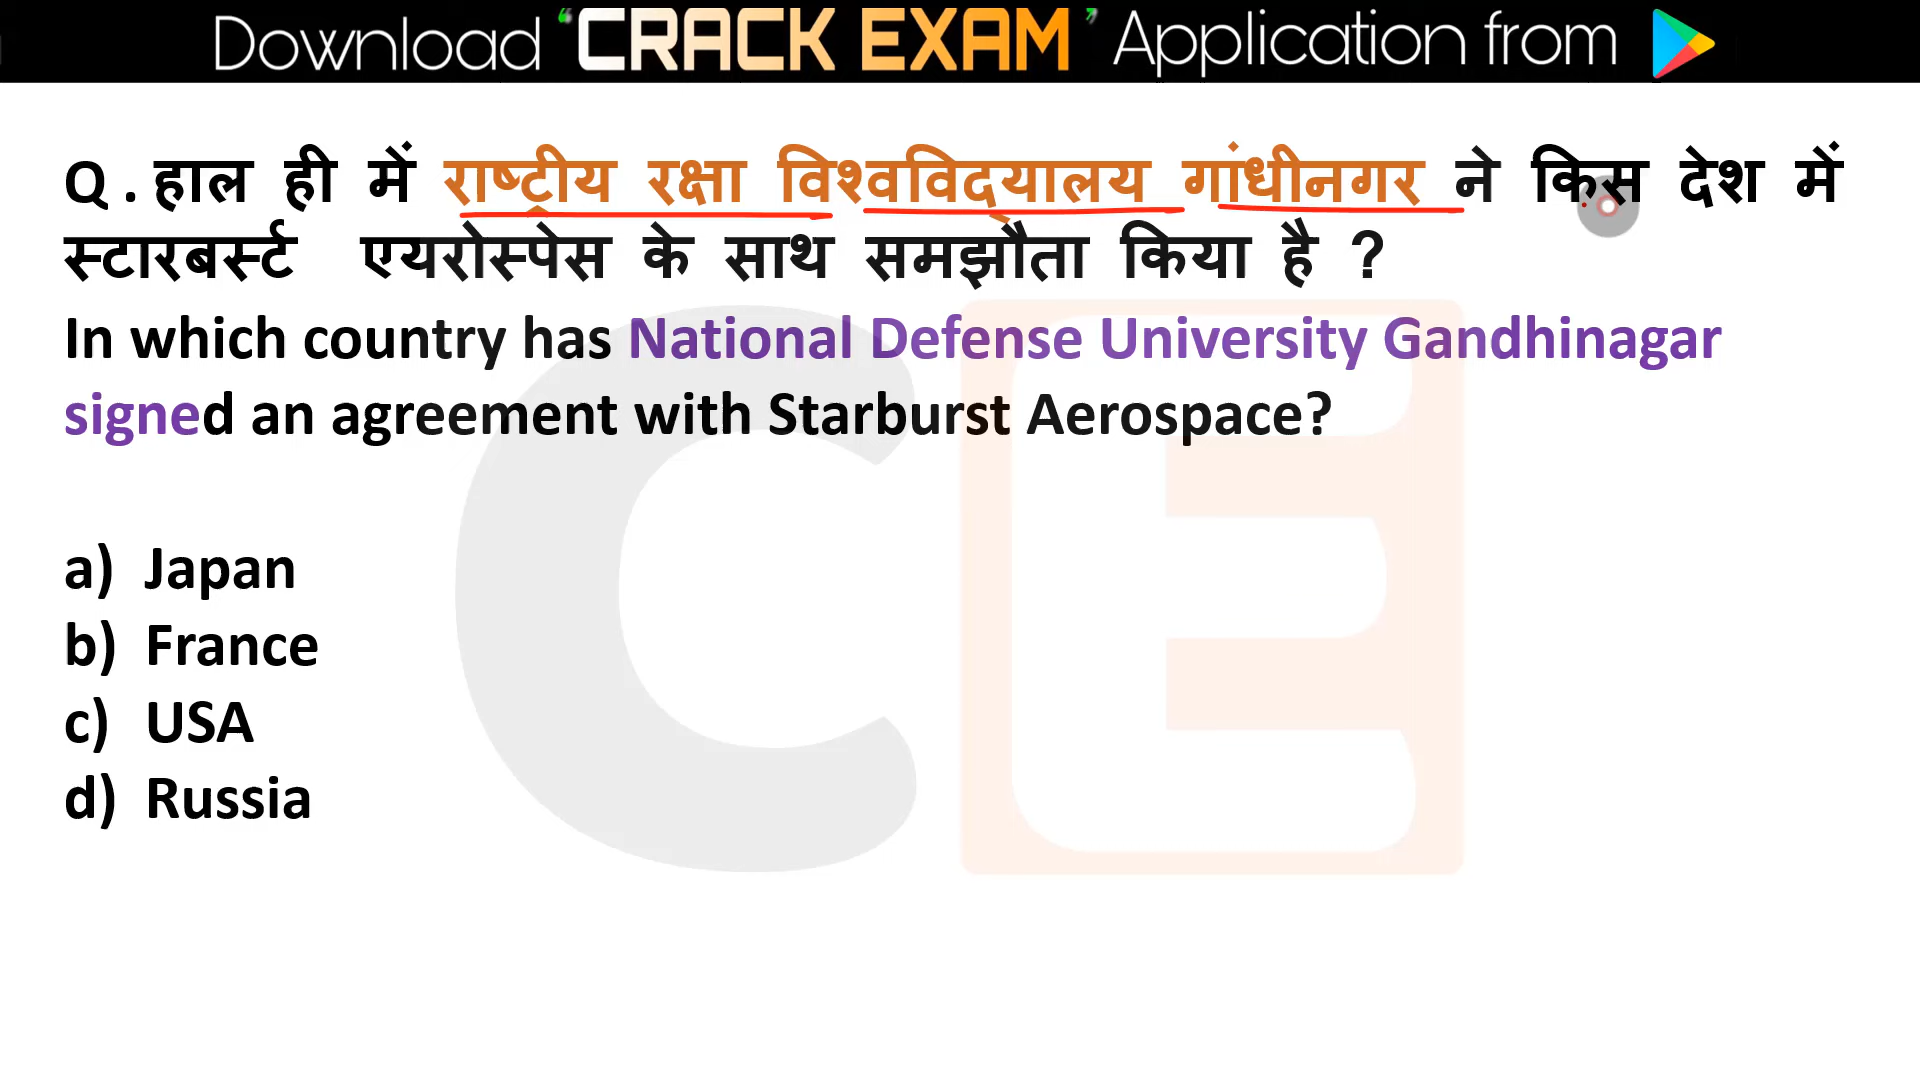 Download ‘CRACK EXAM’ Application from
Q . हाल ही में राष्ट्रीय रक्षा विश्वविद्यालय गांधीनगर ने किस देश में
स्टारबर्स्ट एयरोस्पेस के साथ समझौता किया है ?
In which country has National Defense University Gandhinagar
signed an agreement with Starburst Aerospace?
a) Japan
b) France
c) USA
d) Russia
CE